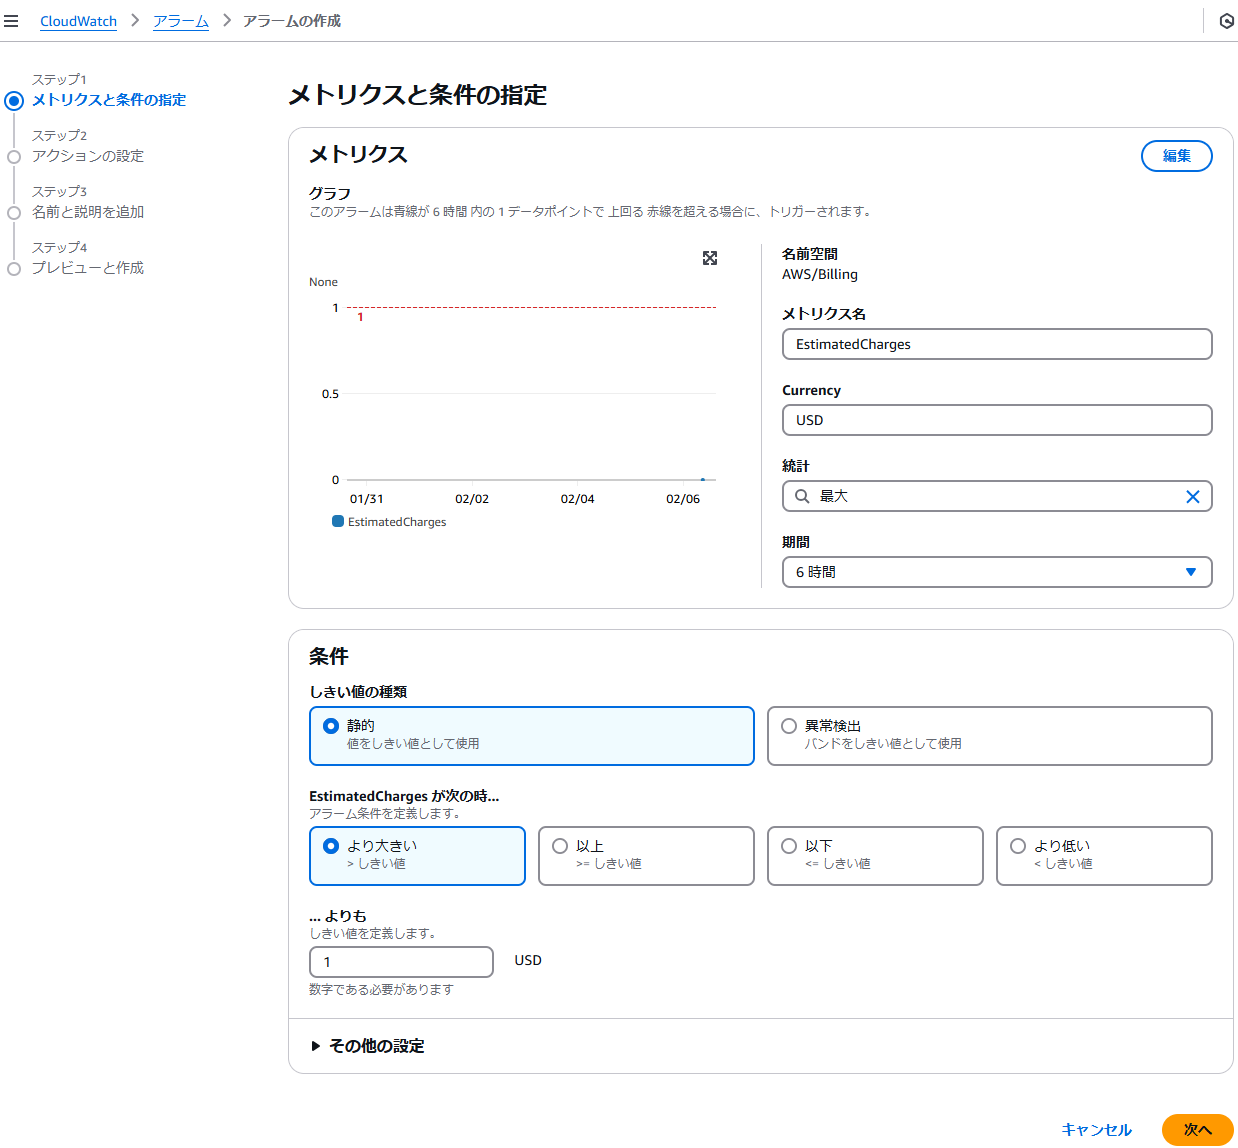 CloudWatch > アラーム > アラームの作成
ステップ1
メトリクスと条件の指定
ステップ2
アクションの設定
ステップ3
名前と説明を追加
ステップ4
プレビューと作成
メトリクスと条件の指定
メトリクス
編集
グラフ
このアラームは青線が 6 時間 内の 1 データポイントで 上回る 赤線を超える場合に、トリガーされます。
None
1
1
0.5
0
01/31 02/02 02/04 02/06
EstimatedCharges
名前空間
AWS/Billing
メトリクス名
EstimatedCharges
Currency
USD
統計
最大
期間
6 時間
条件
しきい値の種類
静的
値をしきい値として使用
異常検出
バンドをしきい値として使用
EstimatedCharges が次の時...
アラーム条件を定義します。
より大きい
> しきい値
以上
>= しきい値
以下
<= しきい値
より低い
< しきい値
... よりも
しきい値を定義します。
1 USD
数字である必要があります
その他の設定
キャンセル 次へ